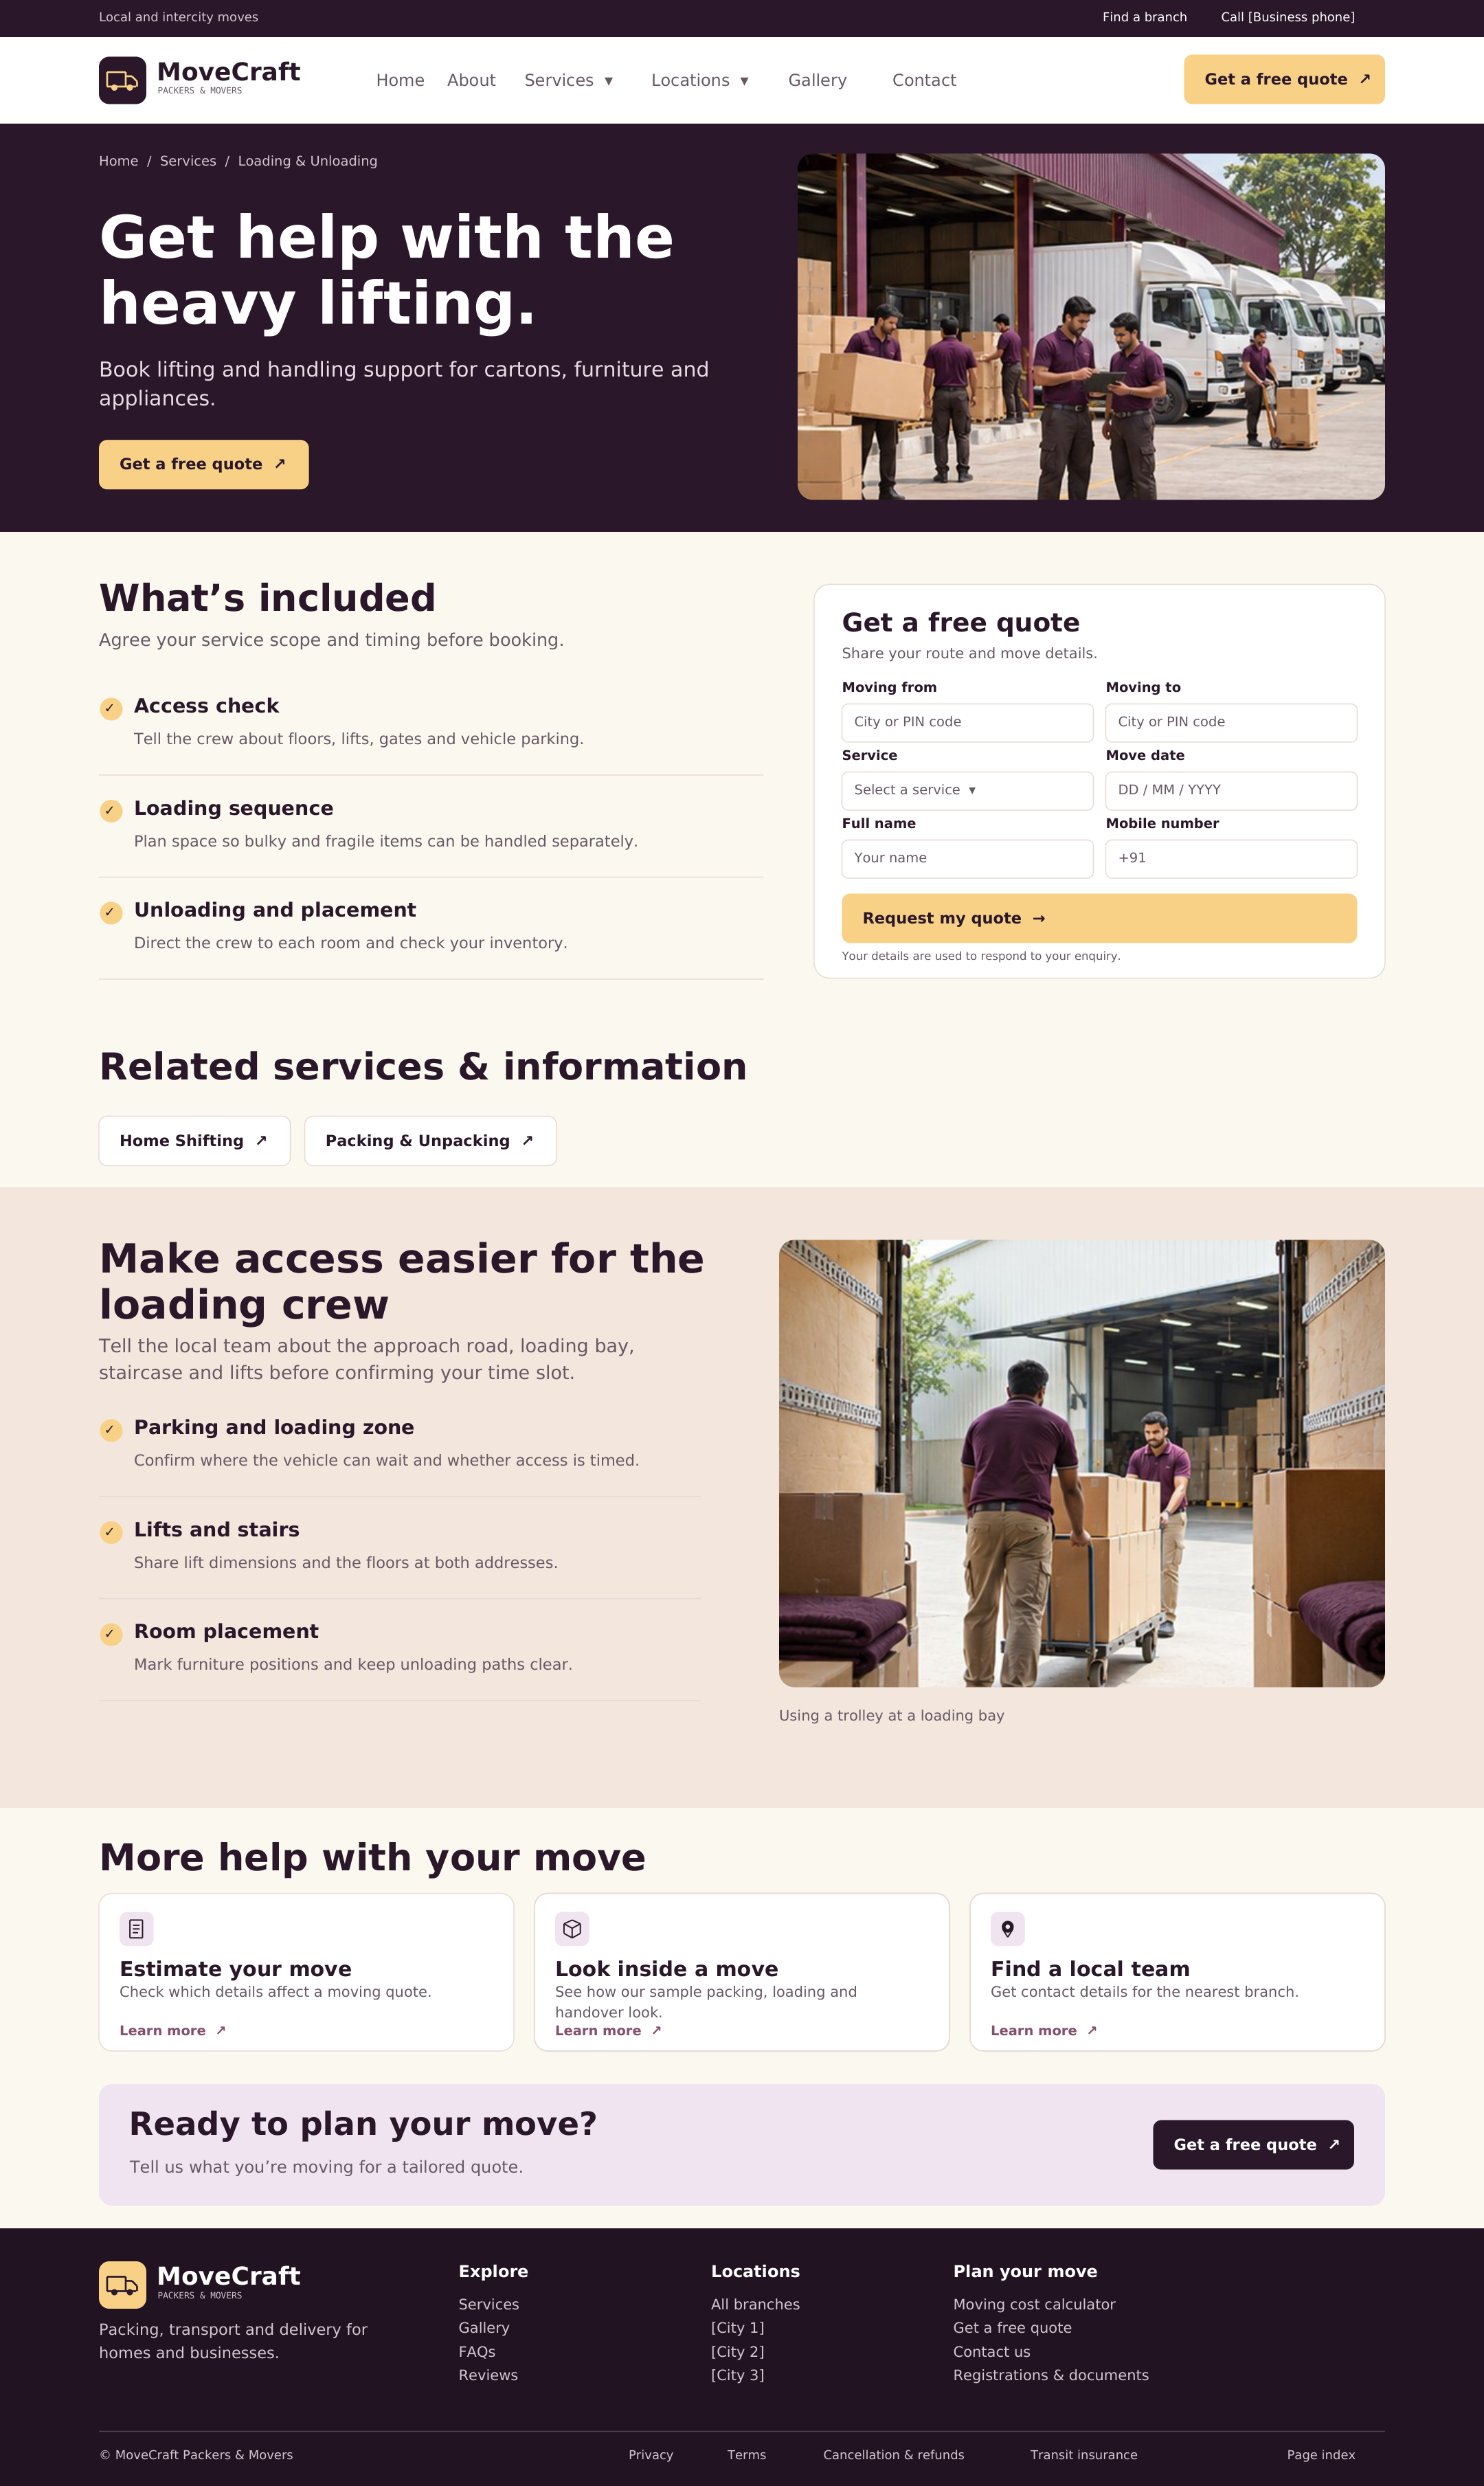 Local and intercity moves
Find a branch
Call [Business phone]
MoveCraft
PACKERS & MOVERS
Home
About
Services ▾
Locations ▾
Gallery
Contact
Get a free quote ↗
Home / Services / Loading & Unloading
Get help with the
heavy lifting.
Book lifting and handling support for cartons, furniture and
appliances.
Get a free quote ↗
What’s included
Agree your service scope and timing before booking.
✓ Access check
Tell the crew about floors, lifts, gates and vehicle parking.
✓ Loading sequence
Plan space so bulky and fragile items can be handled separately.
✓ Unloading and placement
Direct the crew to each room and check your inventory.
Get a free quote
Share your route and move details.
Moving from
Moving to
City or PIN code
City or PIN code
Service
Move date
Select a service ▾
DD / MM / YYYY
Full name
Mobile number
Your name
+91
Request my quote →
Your details are used to respond to your enquiry.
Related services & information
Home Shifting ↗
Packing & Unpacking ↗
Make access easier for the
loading crew
Tell the local team about the approach road, loading bay,
staircase and lifts before confirming your time slot.
✓ Parking and loading zone
Confirm where the vehicle can wait and whether access is timed.
✓ Lifts and stairs
Share lift dimensions and the floors at both addresses.
✓ Room placement
Mark furniture positions and keep unloading paths clear.
Using a trolley at a loading bay
More help with your move
Estimate your move
Check which details affect a moving quote.
Learn more ↗
Look inside a move
See how our sample packing, loading and
handover look.
Learn more ↗
Find a local team
Get contact details for the nearest branch.
Learn more ↗
Ready to plan your move?
Tell us what you’re moving for a tailored quote.
Get a free quote ↗
MoveCraft
PACKERS & MOVERS
Packing, transport and delivery for
homes and businesses.
Explore
Services
Gallery
FAQs
Reviews
Locations
All branches
[City 1]
[City 2]
[City 3]
Plan your move
Moving cost calculator
Get a free quote
Contact us
Registrations & documents
© MoveCraft Packers & Movers
Privacy
Terms
Cancellation & refunds
Transit insurance
Page index